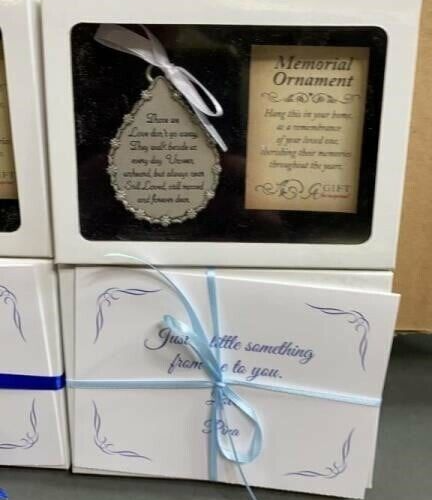 Those we
Love don't go away,
They walk beside us
every day. Unseen,
unheard, but always near
Still Loved, still missed
and forever dear.
Memorial
Ornament
Hang this in your home,
as a remembrance
of your loved one,
cherishing their memories
throughout the years.
GIFT
Just little something
from to you.
Pina